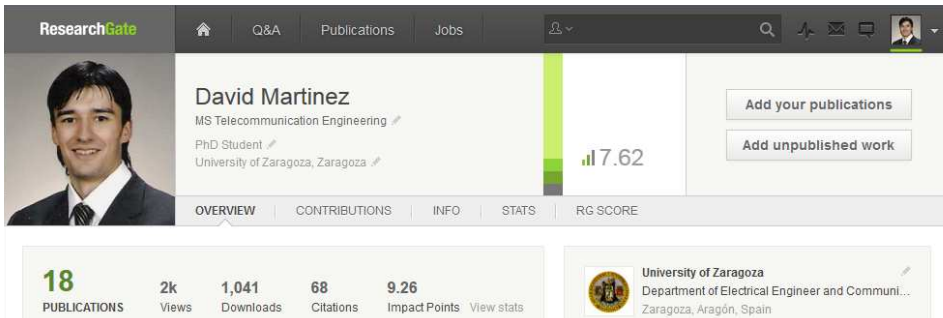 ResearchGate
Q&A Publications Jobs
David Martinez
MS Telecommunication Engineering
PhD Student
University of Zaragoza, Zaragoza
7.62
Add your publications
Add unpublished work
OVERVIEW CONTRIBUTIONS INFO STATS RG SCORE
18
PUBLICATIONS
2k
Views
1,041
Downloads
68
Citations
9.26
Impact Points View stats
University of Zaragoza
Department of Electrical Engineer and Communi...
Zaragoza, Aragón, Spain